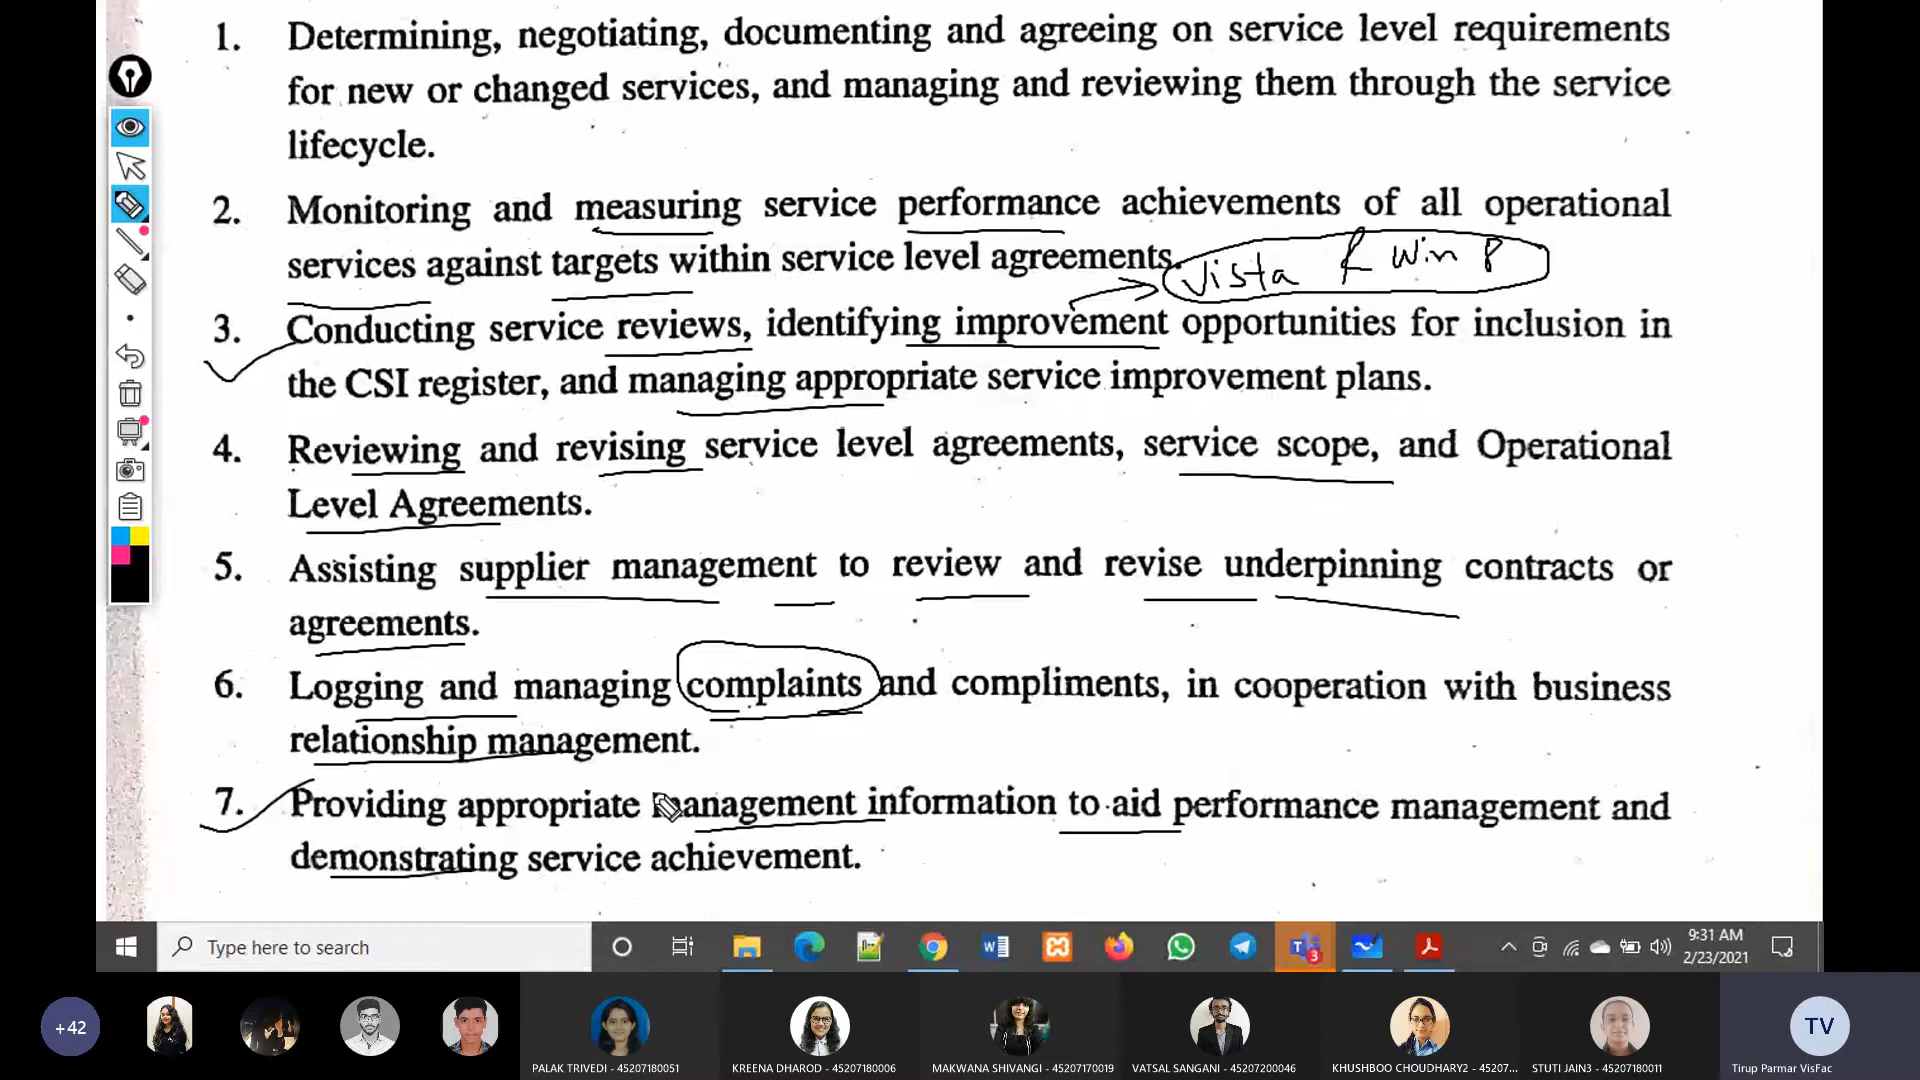 1. Determining, negotiating, documenting and agreeing on service level requirements
for new or changed services, and managing and reviewing them through the service
lifecycle.
2. Monitoring and measuring service performance achievements of all operational
services against targets within service level agreements.
Vista & Win 8
3. Conducting service reviews, identifying improvement opportunities for inclusion in
the CSI register, and managing appropriate service improvement plans.
4. Reviewing and revising service level agreements, service scope, and Operational
Level Agreements.
5. Assisting supplier management to review and revise underpinning contracts or
agreements.
6. Logging and managing complaints and compliments, in cooperation with business
relationship management.
7. Providing appropriate management information to aid performance management and
demonstrating service achievement.
Type here to search
3
9:31 AM
2/23/2021
+42
TV
PALAK TRIVEDI - 45207180051
KREENA DHAROD - 45207180006
MAKWANA SHIVANGI - 45207170019
VATSAL SANGANI - 45207200046
KHUSHBOO CHOUDHARY2 - 45207...
STUTI JAIN3 - 45207180011
Tirup Parmar VisFac